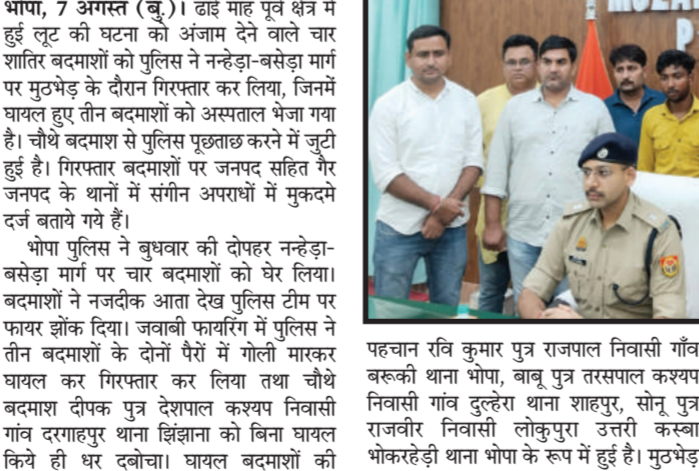 भोपा, 7 अगस्त (बु.)। ढाई माह पूर्व क्षेत्र में
हुई लूट की घटना को अंजाम देने वाले चार
शातिर बदमाशों को पुलिस ने नन्हेड़ा-बसेड़ा मार्ग
पर मुठभेड़ के दौरान गिरफ्तार कर लिया, जिनमें
घायल हुए तीन बदमाशों को अस्पताल भेजा गया
है। चौथे बदमाश से पुलिस पूछताछ करने में जुटी
हुई है। गिरफ्तार बदमाशों पर जनपद सहित गैर
जनपद के थानों में संगीन अपराधों में मुकदमे
दर्ज बताये गये हैं।
भोपा पुलिस ने बुधवार की दोपहर नन्हेड़ा-
बसेड़ा मार्ग पर चार बदमाशों को घेर लिया।
बदमाशों ने नजदीक आता देख पुलिस टीम पर
फायर झोंक दिया। जवाबी फायरिंग में पुलिस ने
तीन बदमाशों के दोनों पैरों में गोली मारकर
घायल कर गिरफ्तार कर लिया तथा चौथे
बदमाश दीपक पुत्र देशपाल कश्यप निवासी
गांव दरगाहपुर थाना झिंझाना को बिना घायल
किये ही धर दबोचा। घायल बदमाशों की
पहचान रवि कुमार पुत्र राजपाल निवासी गाँव
बरूकी थाना भोपा, बाबू पुत्र तरसपाल कश्यप
निवासी गांव दुल्हेरा थाना शाहपुर, सोनू पुत्र
राजवीर निवासी लोकुपुरा उत्तरी कस्बा
भोकरहेड़ी थाना भोपा के रूप में हुई है। मुठभेड़